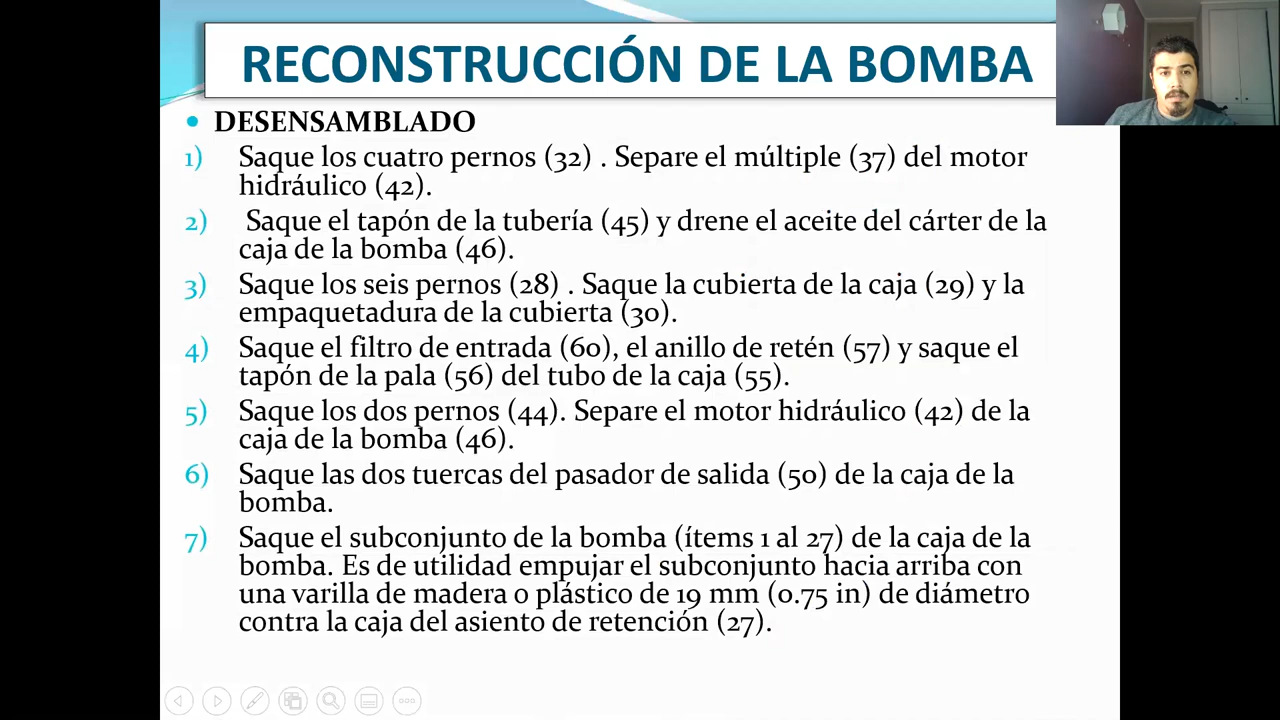 RECONSTRUCCIÓN DE LA BOMBA
• DESENSAMBLADO
1) Saque los cuatro pernos (32) . Separe el múltiple (37) del motor
hidráulico (42).
2) Saque el tapón de la tubería (45) y drene el aceite del cárter de la
caja de la bomba (46).
3) Saque los seis pernos (28) . Saque la cubierta de la caja (29) y la
empaquetadura de la cubierta (30).
4) Saque el filtro de entrada (60), el anillo de retén (57) y saque el
tapón de la pala (56) del tubo de la caja (55).
5) Saque los dos pernos (44). Separe el motor hidráulico (42) de la
caja de la bomba (46).
6) Saque las dos tuercas del pasador de salida (50) de la caja de la
bomba.
7) Saque el subconjunto de la bomba (ítems 1 al 27) de la caja de la
bomba. Es de utilidad empujar el subconjunto hacia arriba con
una varilla de madera o plástico de 19 mm (0.75 in) de diámetro
contra la caja del asiento de retención (27).